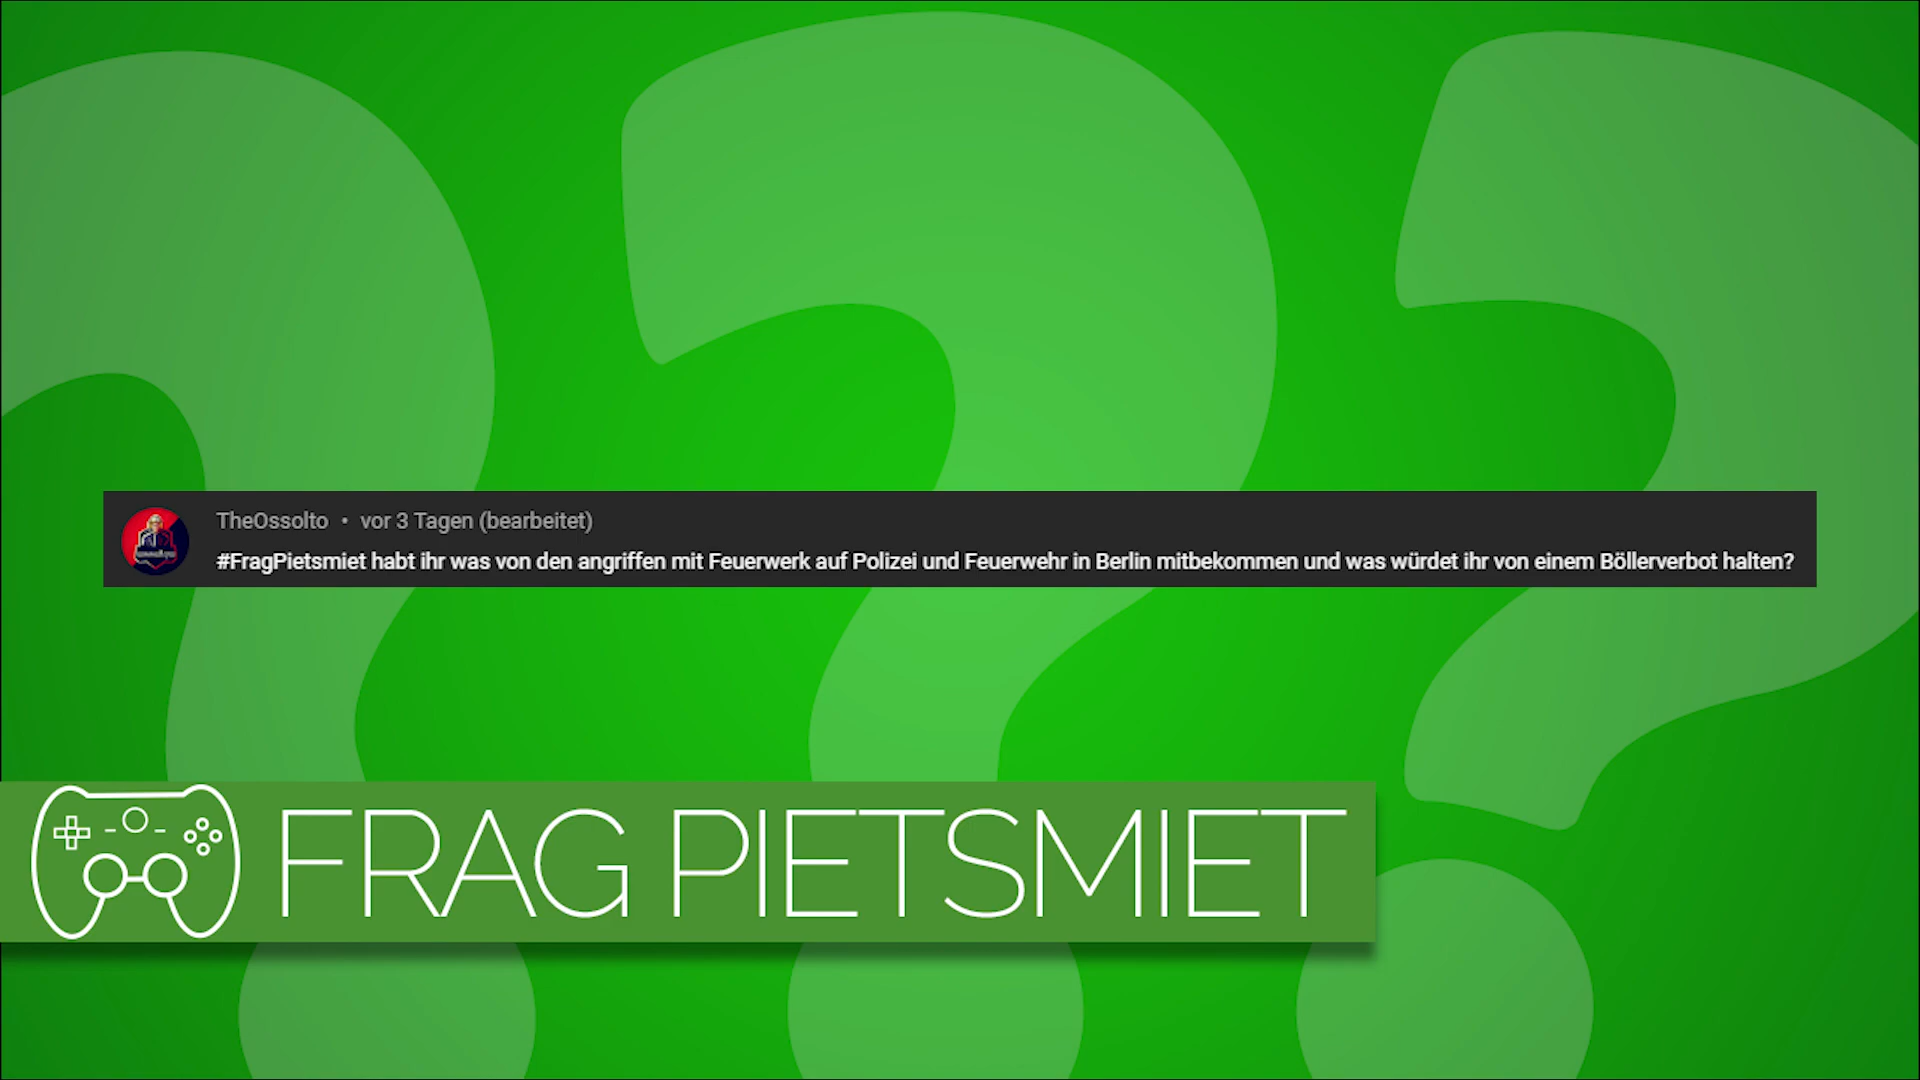 TheOssolto • vor 3 Tagen (bearbeitet)
#FragPietsmiet habt ihr was von den angriffen mit Feuerwerk auf Polizei und Feuerwehr in Berlin mitbekommen und was würdet ihr von einem Böllerverbot halten?
FRAG PIETSMIET